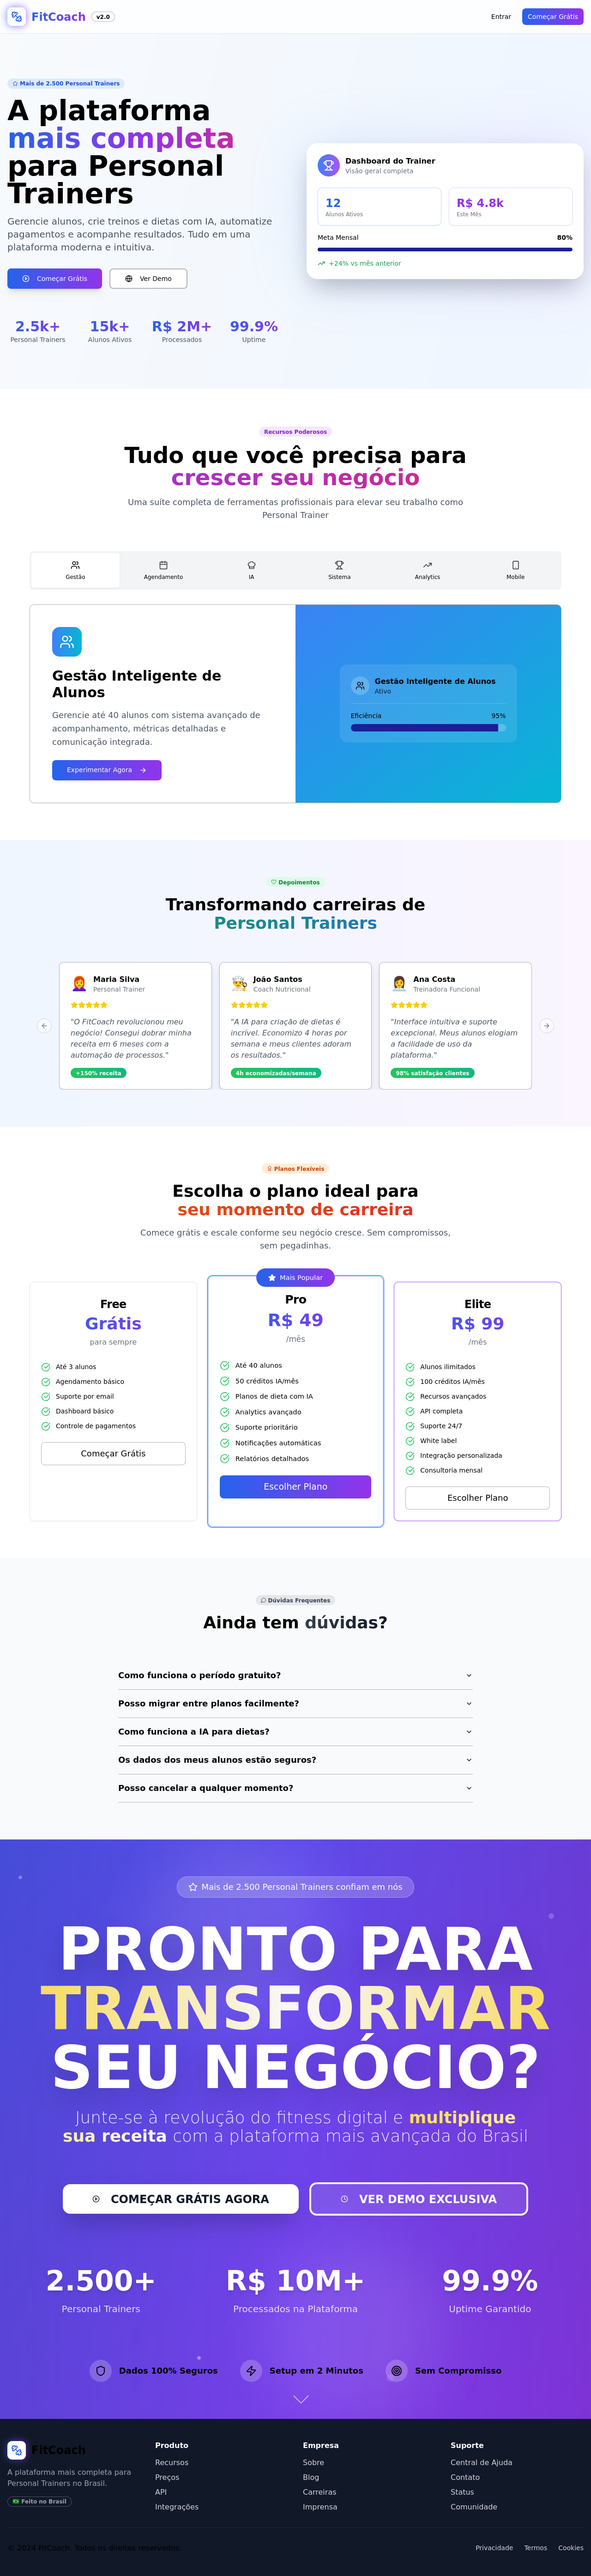 FitCoach
v2.0
Entrar
Começar Grátis
Mais de 2.500 Personal Trainers
A plataforma
mais completa
para Personal
Trainers
Gerencie alunos, crie treinos e dietas com IA, automatize
pagamentos e acompanhe resultados. Tudo em uma
plataforma moderna e intuitiva.
Começar Grátis
Ver Demo
2.5k+
Personal Trainers
15k+
Alunos Ativos
R$ 2M+
Processados
99.9%
Uptime
Dashboard do Trainer
Visão geral completa
12
Alunos Ativos
R$ 4.8k
Este Mês
Meta Mensal
80%
+24% vs mês anterior
Recursos Poderosos
Tudo que você precisa para
crescer seu negócio
Uma suíte completa de ferramentas profissionais para elevar seu trabalho como
Personal Trainer
Gestão
Agendamento
IA
Sistema
Analytics
Mobile
Gestão Inteligente de
Alunos
Gerencie até 40 alunos com sistema avançado de
acompanhamento, métricas detalhadas e
comunicação integrada.
Experimentar Agora
Gestão Inteligente de Alunos
Ativo
Eficiência
95%
Depoimentos
Transformando carreiras de
Personal Trainers
Maria Silva
Personal Trainer
"O FitCoach revolucionou meu
negócio! Consegui dobrar minha
receita em 6 meses com a
automação de processos."
+150% receita
João Santos
Coach Nutricional
"A IA para criação de dietas é
incrível. Economizo 4 horas por
semana e meus clientes adoram
os resultados."
4h economizadas/semana
Ana Costa
Treinadora Funcional
"Interface intuitiva e suporte
excepcional. Meus alunos elogiam
a facilidade de uso da
plataforma."
98% satisfação clientes
Planos Flexíveis
Escolha o plano ideal para
seu momento de carreira
Comece grátis e escale conforme seu negócio cresce. Sem compromissos,
sem pegadinhas.
Free
Grátis
para sempre
Até 3 alunos
Agendamento básico
Suporte por email
Dashboard básico
Controle de pagamentos
Começar Grátis
Mais Popular
Pro
R$ 49
/mês
Até 40 alunos
50 créditos IA/mês
Planos de dieta com IA
Analytics avançado
Suporte prioritário
Notificações automáticas
Relatórios detalhados
Escolher Plano
Elite
R$ 99
/mês
Alunos ilimitados
100 créditos IA/mês
Recursos avançados
API completa
Suporte 24/7
White label
Integração personalizada
Consultoria mensal
Escolher Plano
Dúvidas Frequentes
Ainda tem dúvidas?
Como funciona o período gratuito?
Posso migrar entre planos facilmente?
Como funciona a IA para dietas?
Os dados dos meus alunos estão seguros?
Posso cancelar a qualquer momento?
Mais de 2.500 Personal Trainers confiam em nós
PRONTO PARA
TRANSFORMAR
SEU NEGÓCIO?
Junte-se à revolução do fitness digital e multiplique
sua receita com a plataforma mais avançada do Brasil
COMEÇAR GRÁTIS AGORA
VER DEMO EXCLUSIVA
2.500+
Personal Trainers
R$ 10M+
Processados na Plataforma
99.9%
Uptime Garantido
Dados 100% Seguros
Setup em 2 Minutos
Sem Compromisso
FitCoach
A plataforma mais completa para
Personal Trainers no Brasil.
Feito no Brasil
Produto
Recursos
Preços
API
Integrações
Empresa
Sobre
Blog
Carreiras
Imprensa
Suporte
Central de Ajuda
Contato
Status
Comunidade
© 2024 FitCoach. Todos os direitos reservados.
Privacidade
Termos
Cookies